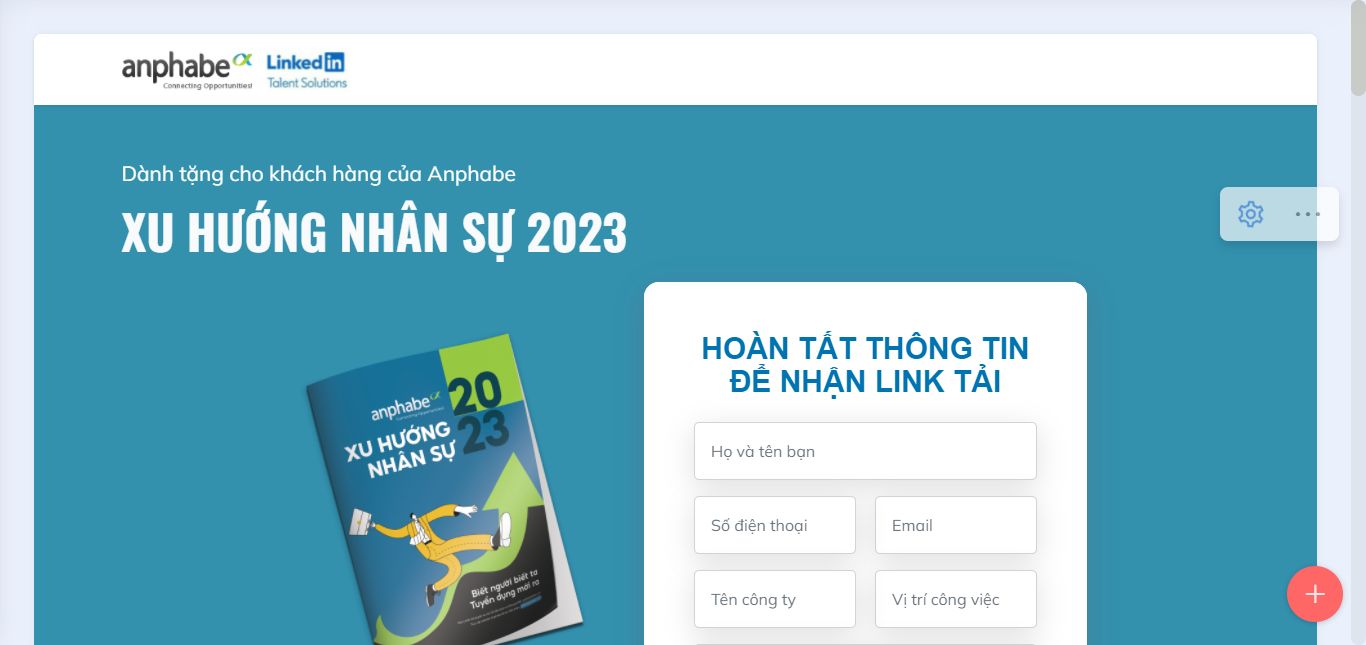 anphabe
Connecting Opportunities!
Linked in
Talent Solutions
Dành tặng cho khách hàng của Anphabe
XU HƯỚNG NHÂN SỰ 2023
anphabe
20
23
XU HƯỚNG
NHÂN SỰ
Biết người biết ta
Tuyển dụng mới ra
HOÀN TẤT THÔNG TIN
ĐỂ NHẬN LINK TẢI
Họ và tên bạn
Số điện thoại
Email
Tên công ty
Vị trí công việc